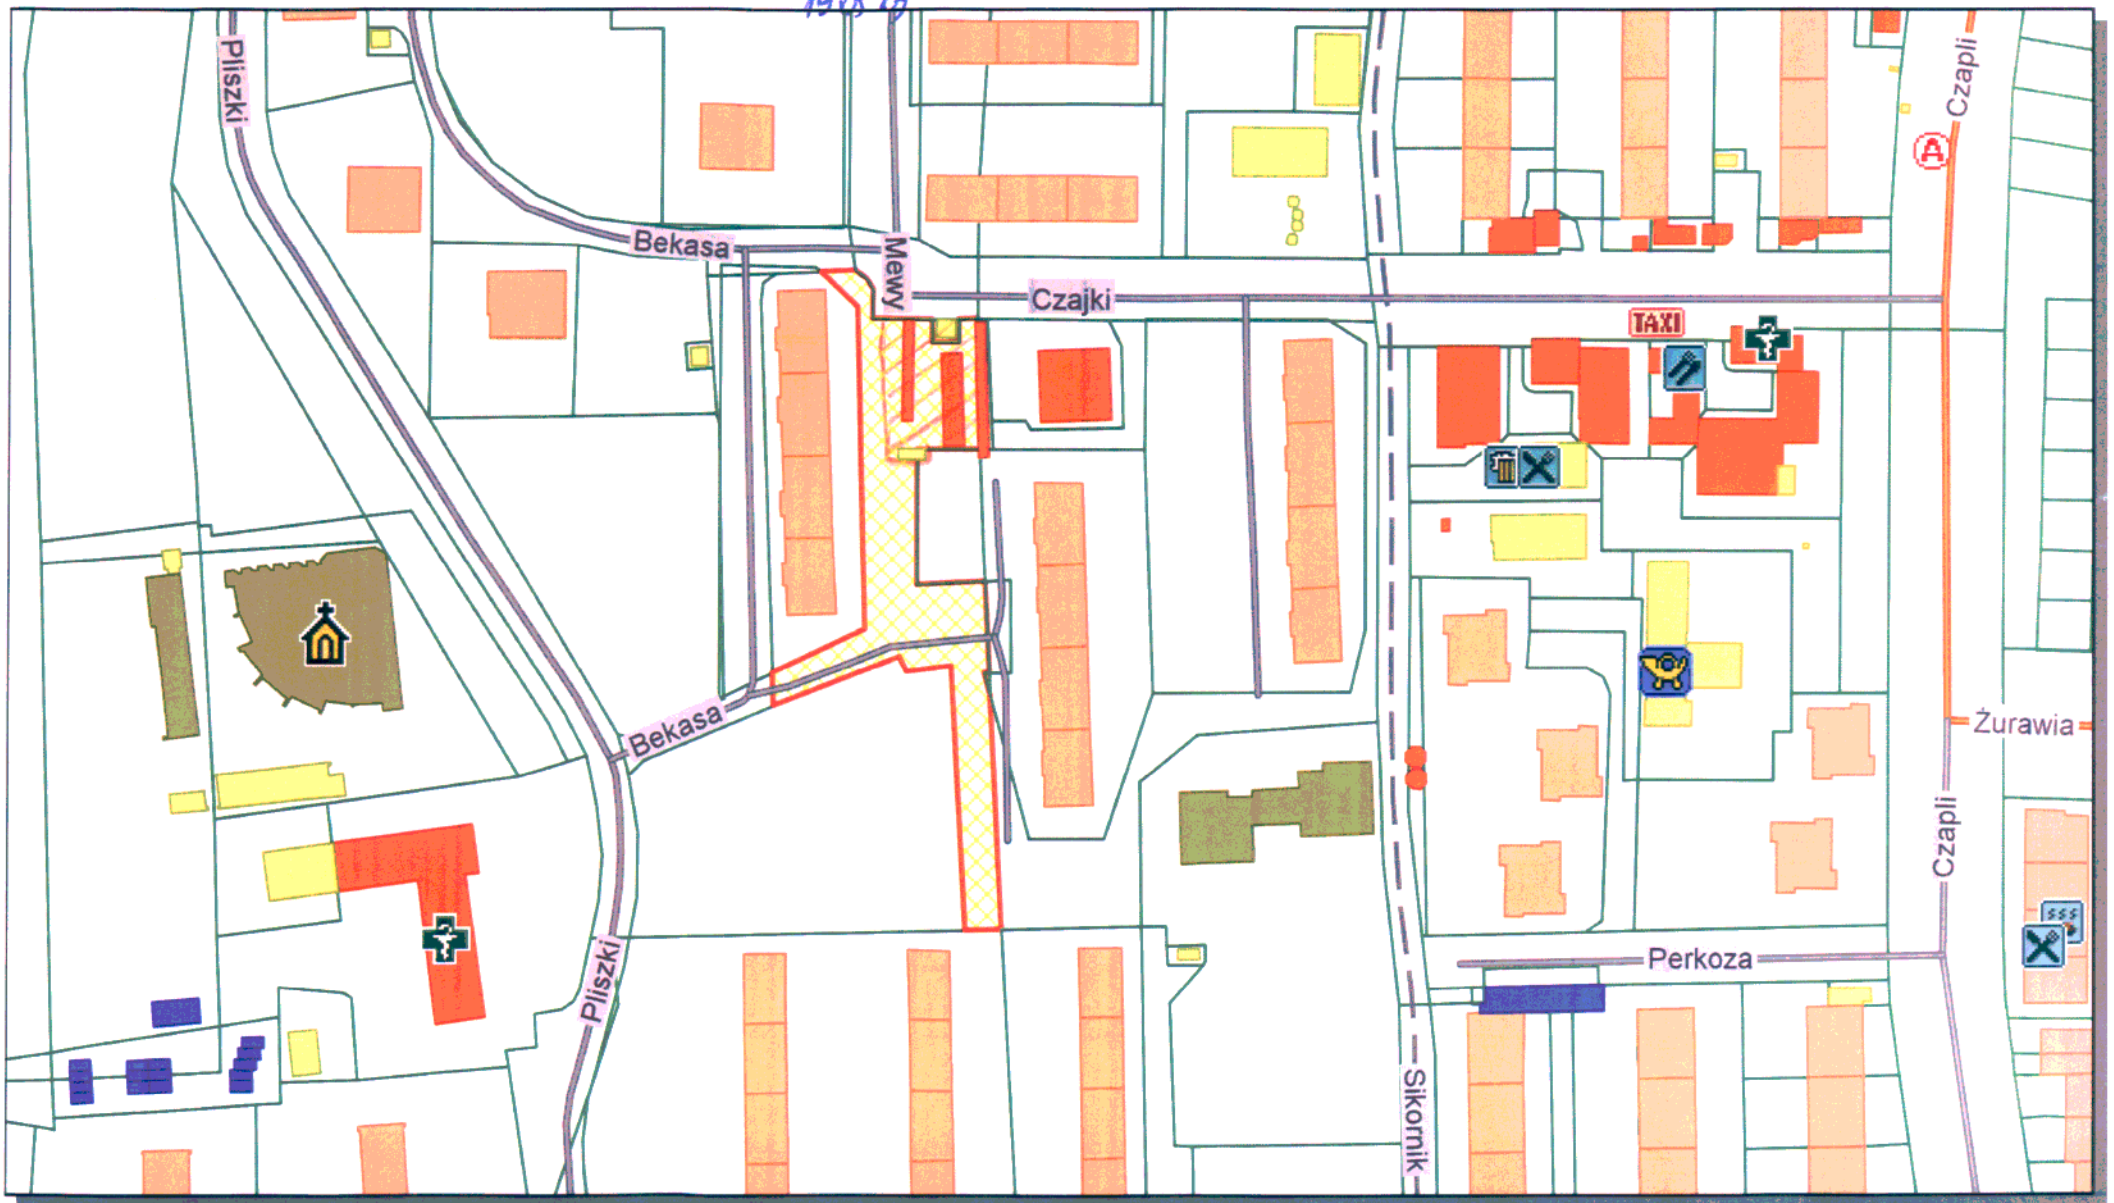 Pliszki
Czapli
A
Bekasa
Mewy
Czajki
TAXI
Bekasa
Żurawia
Czapli
Perkoza
Pliszki
Sikornik